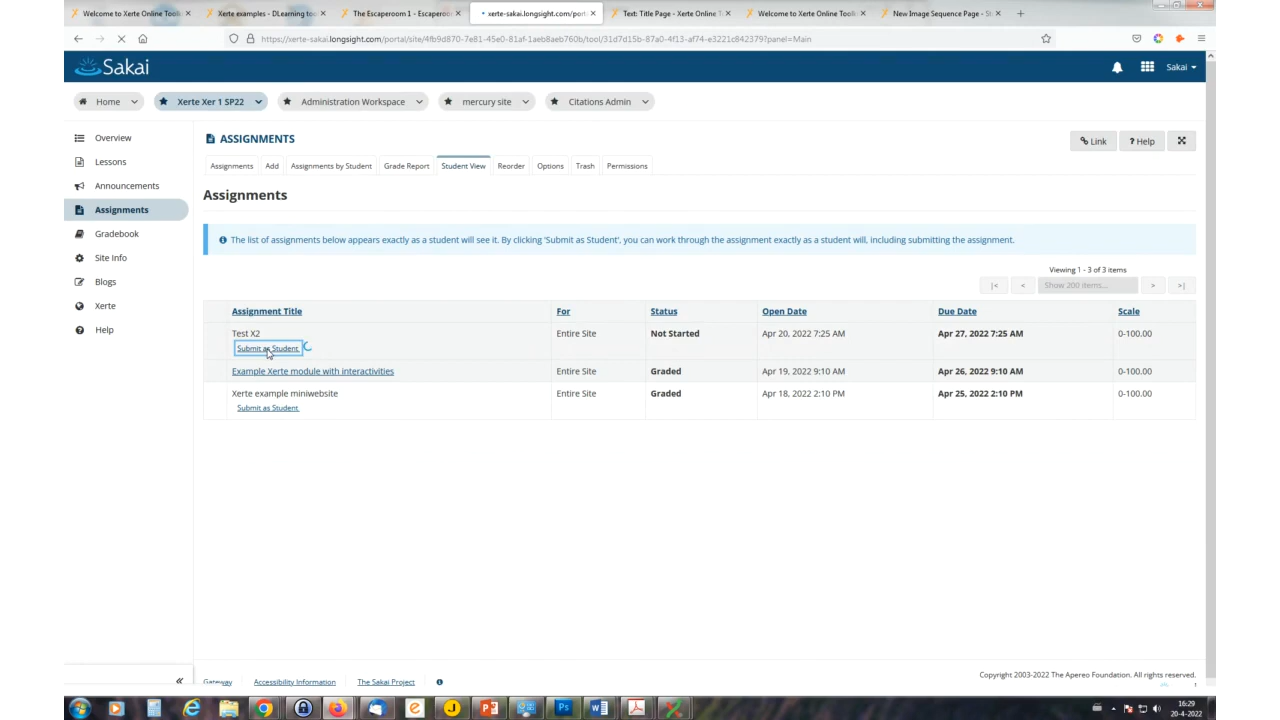 Welcome to Xerte Online Toolk
Xerte examples - DLearning too
The Escaperoom 1 - Escaperoo
xerte-sakai.longsight.com/port
Text: Title Page - Xerte Online T
Welcome to Xerte Online Toolk
New Image Sequence Page - S
https://xerte-sakai.longsight.com/portal/site/4fb9d870-7e81-45e0-81af-1aeb8aeb760b/tool/31d7d15b-87a0-4f13-af74-e3221c842379?panel=Main
Sakai
Sakai
Home
Xerte Xer 1 SP22
Administration Workspace
mercury site
Citations Admin
Overview
Lessons
Announcements
Assignments
Gradebook
Site Info
Blogs
Xerte
Help
ASSIGNMENTS
Link
? Help
Assignments Add Assignments by Student Grade Report Student View Reorder Options Trash Permissions
Assignments
The list of assignments below appears exactly as a student will see it. By clicking 'Submit as Student', you can work through the assignment exactly as a student will, including submitting the assignment.
Viewing 1 - 3 of 3 items
|< < Show 200 items... > >|
Assignment Title For Status Open Date Due Date Scale
Test X2 Entire Site Not Started Apr 20, 2022 7:25 AM Apr 27, 2022 7:25 AM 0-100.00
Submit as Student
Example Xerte module with interactivities Entire Site Graded Apr 19, 2022 9:10 AM Apr 26, 2022 9:10 AM 0-100.00
Xerte example miniwebsite Entire Site Graded Apr 18, 2022 2:10 PM Apr 25, 2022 2:10 PM 0-100.00
Submit as Student
Gateway Accessibility Information The Sakai Project
Copyright 2003-2022 The Apereo Foundation. All rights reserved.
16:29
20-4-2022